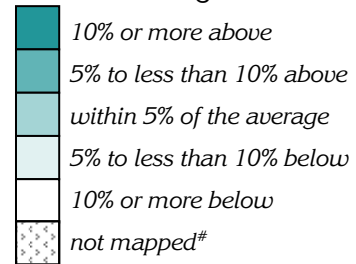 10% or more above
5% to less than 10% above
within 5% of the average
5% to less than 10% below
10% or more below
not mapped#